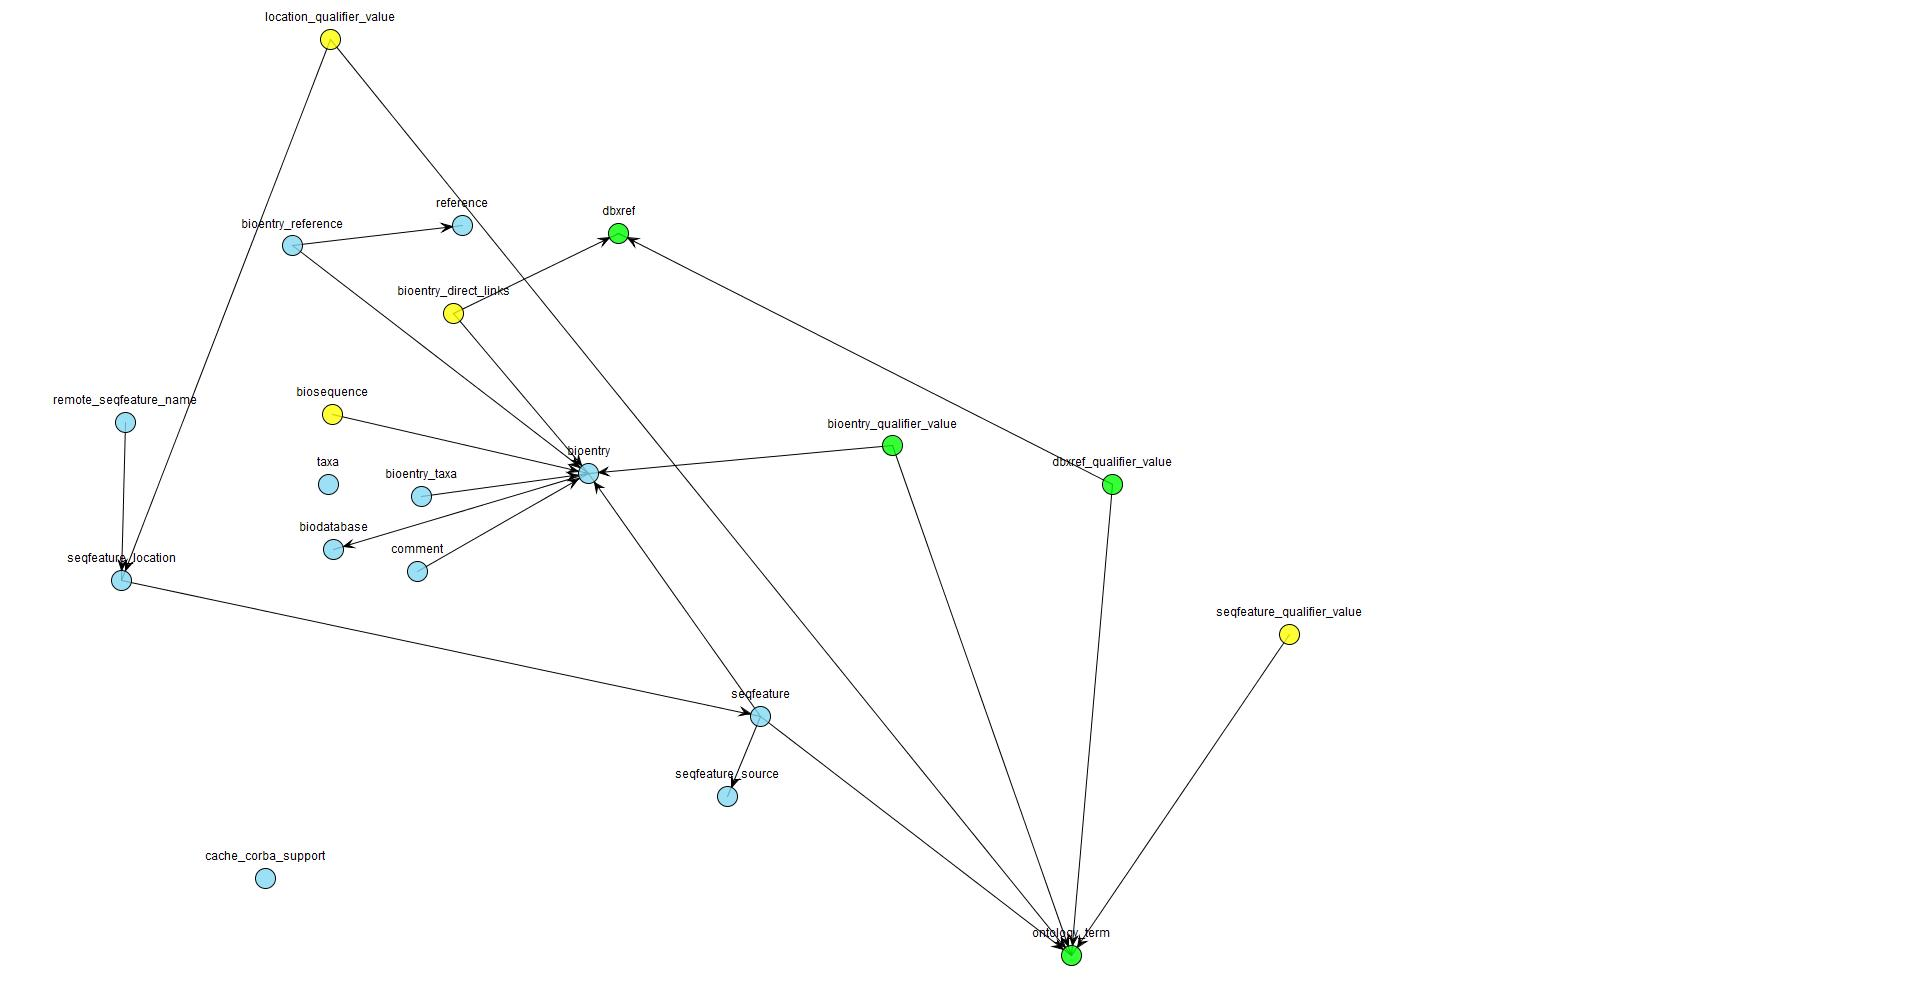 location_qualifier_value
reference
dbxref
bioentry_reference
bioentry_direct_links
biosequence
remote_seqfeature_name
bioentry_qualifier_value
bioentry
taxa
bioentry_taxa
dbxref_qualifier_value
biodatabase
comment
seqfeature_location
seqfeature_qualifier_value
seqfeature
seqfeature_source
cache_corba_support
ontology_term